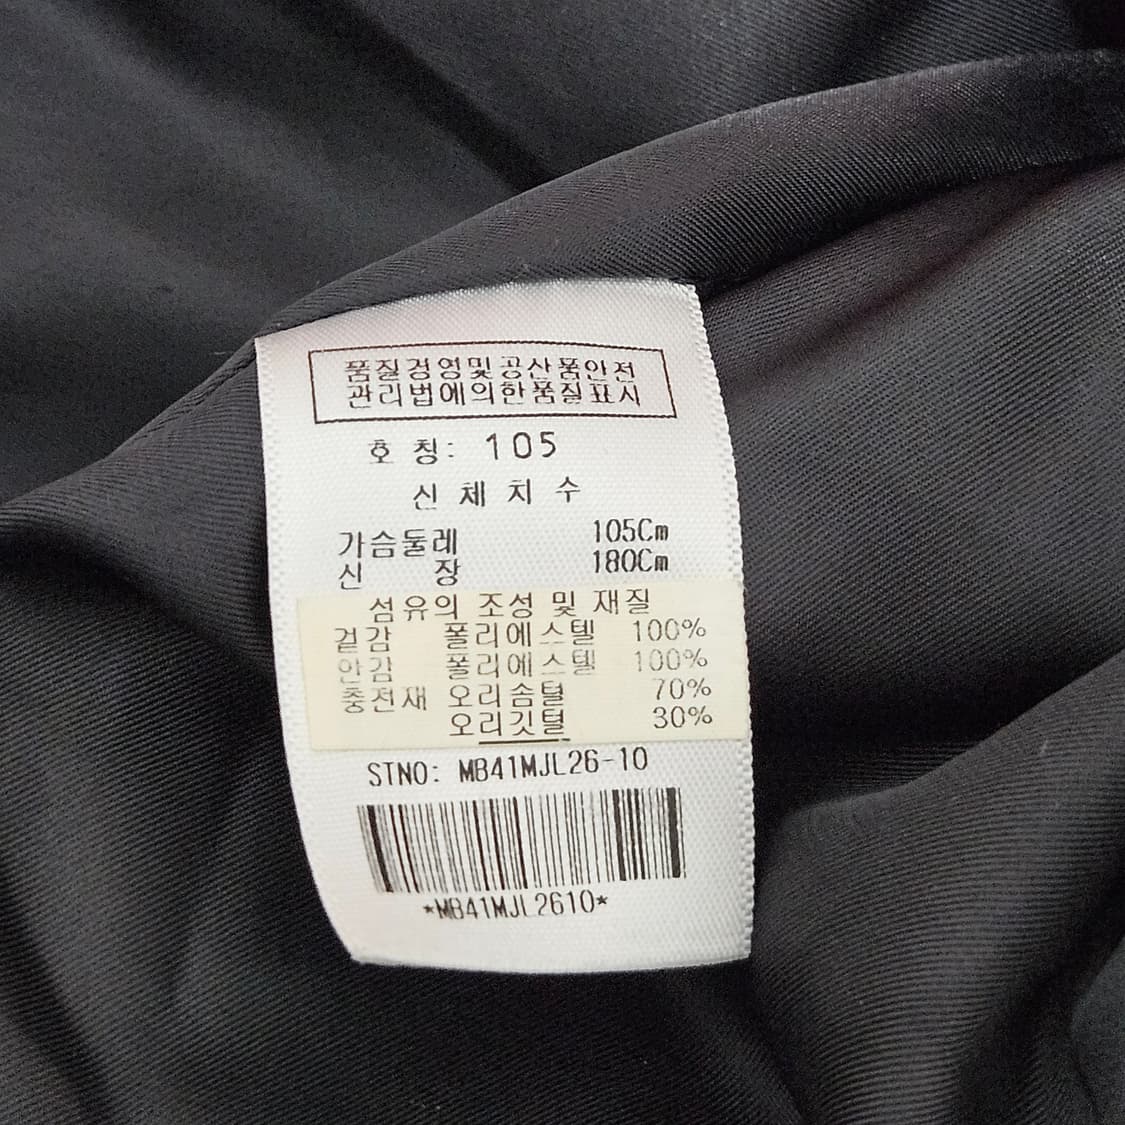 품질경영및공산품안전
관리법에의한품질표시
호 칭: 105
신 체 치 수
가슴둘레 105Cm
신 장 180Cm
섬유의 조성 및 재질
겉감 폴리에스텔 100%
안감 폴리에스텔 100%
충전재 오리솜털 70%
오리깃털 30%
STNO: MB41MJL26-10
*MB41MJL2610*